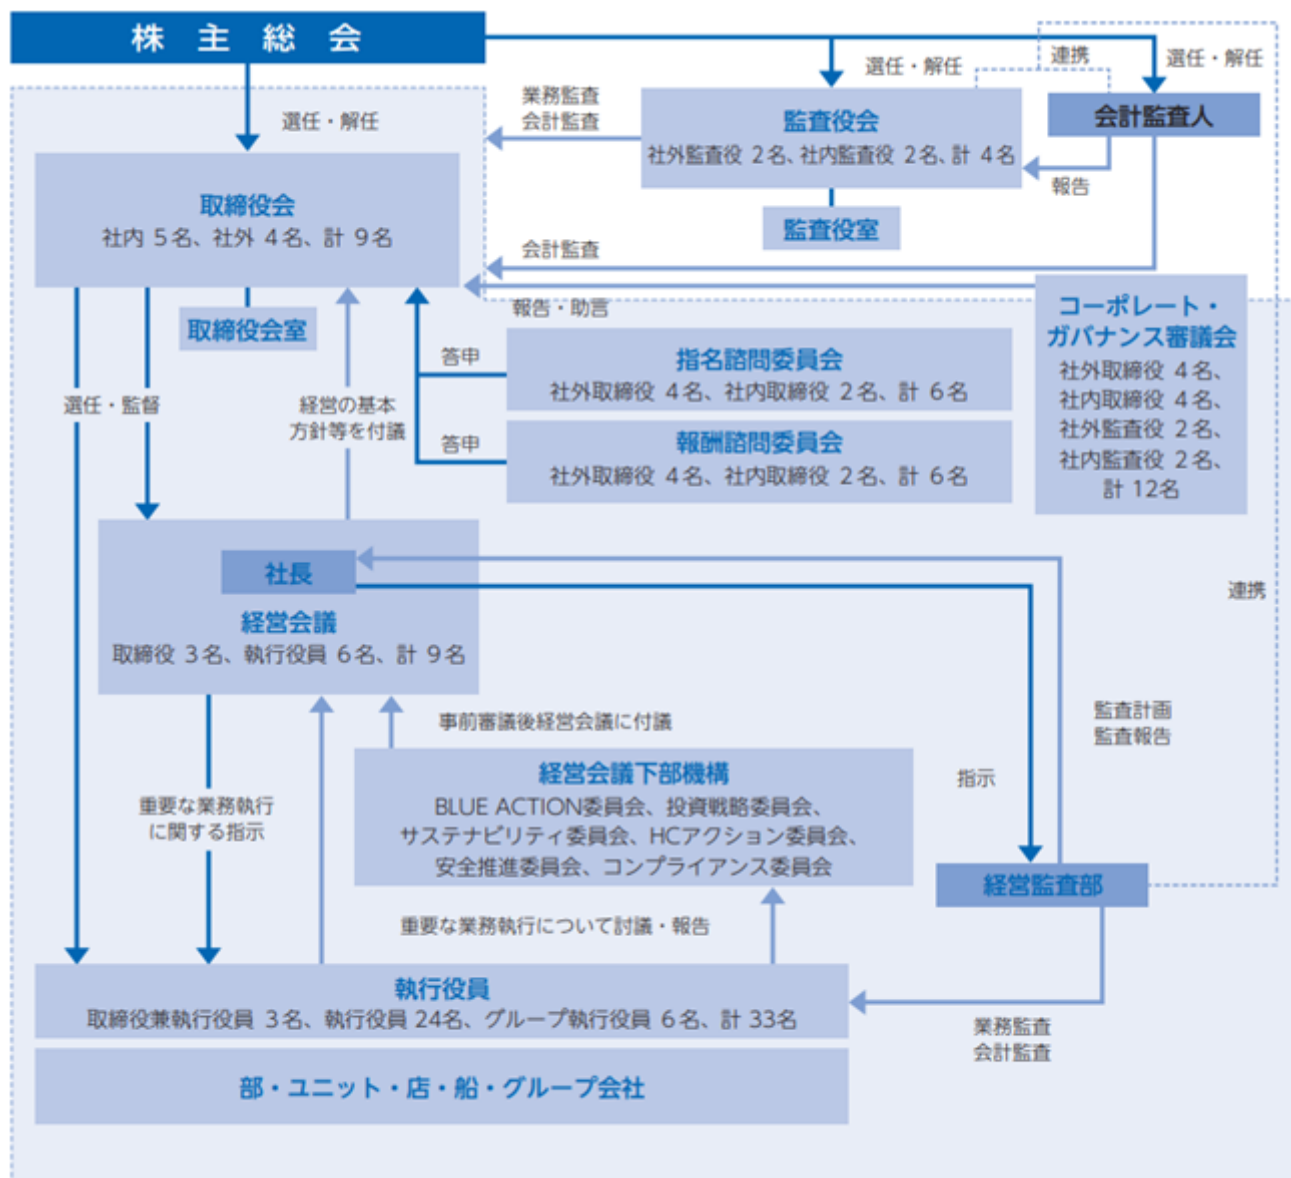 株 主 総 会
選任・解任
選任・解任
連携
選任・解任
業務監査
会計監査
監査役会
社外監査役 2名、社内監査役 2名、計 4名
会計監査人
報告
監査役室
取締役会
社内 5名、社外 4名、計 9名
会計監査
報告・助言
取締役会室
コーポレート・
ガバナンス審議会
社外取締役 4名、
社内取締役 4名、
社外監査役 2名、
社内監査役 2名、
計 12名
答申
指名諮問委員会
社外取締役 4名、社内取締役 2名、計 6名
選任・監督
経営の基本
方針等を付議
答申
報酬諮問委員会
社外取締役 4名、社内取締役 2名、計 6名
社長
経営会議
取締役 3名、執行役員 6名、計 9名
連携
事前審議後経営会議に付議
監査計画
監査報告
経営会議下部機構
BLUE ACTION委員会、投資戦略委員会、
サステナビリティ委員会、HCアクション委員会、
安全推進委員会、コンプライアンス委員会
指示
重要な業務執行
に関する指示
経営監査部
重要な業務執行について討議・報告
執行役員
取締役兼執行役員 3名、執行役員 24名、グループ執行役員 6名、計 33名
業務監査
会計監査
部・ユニット・店・船・グループ会社